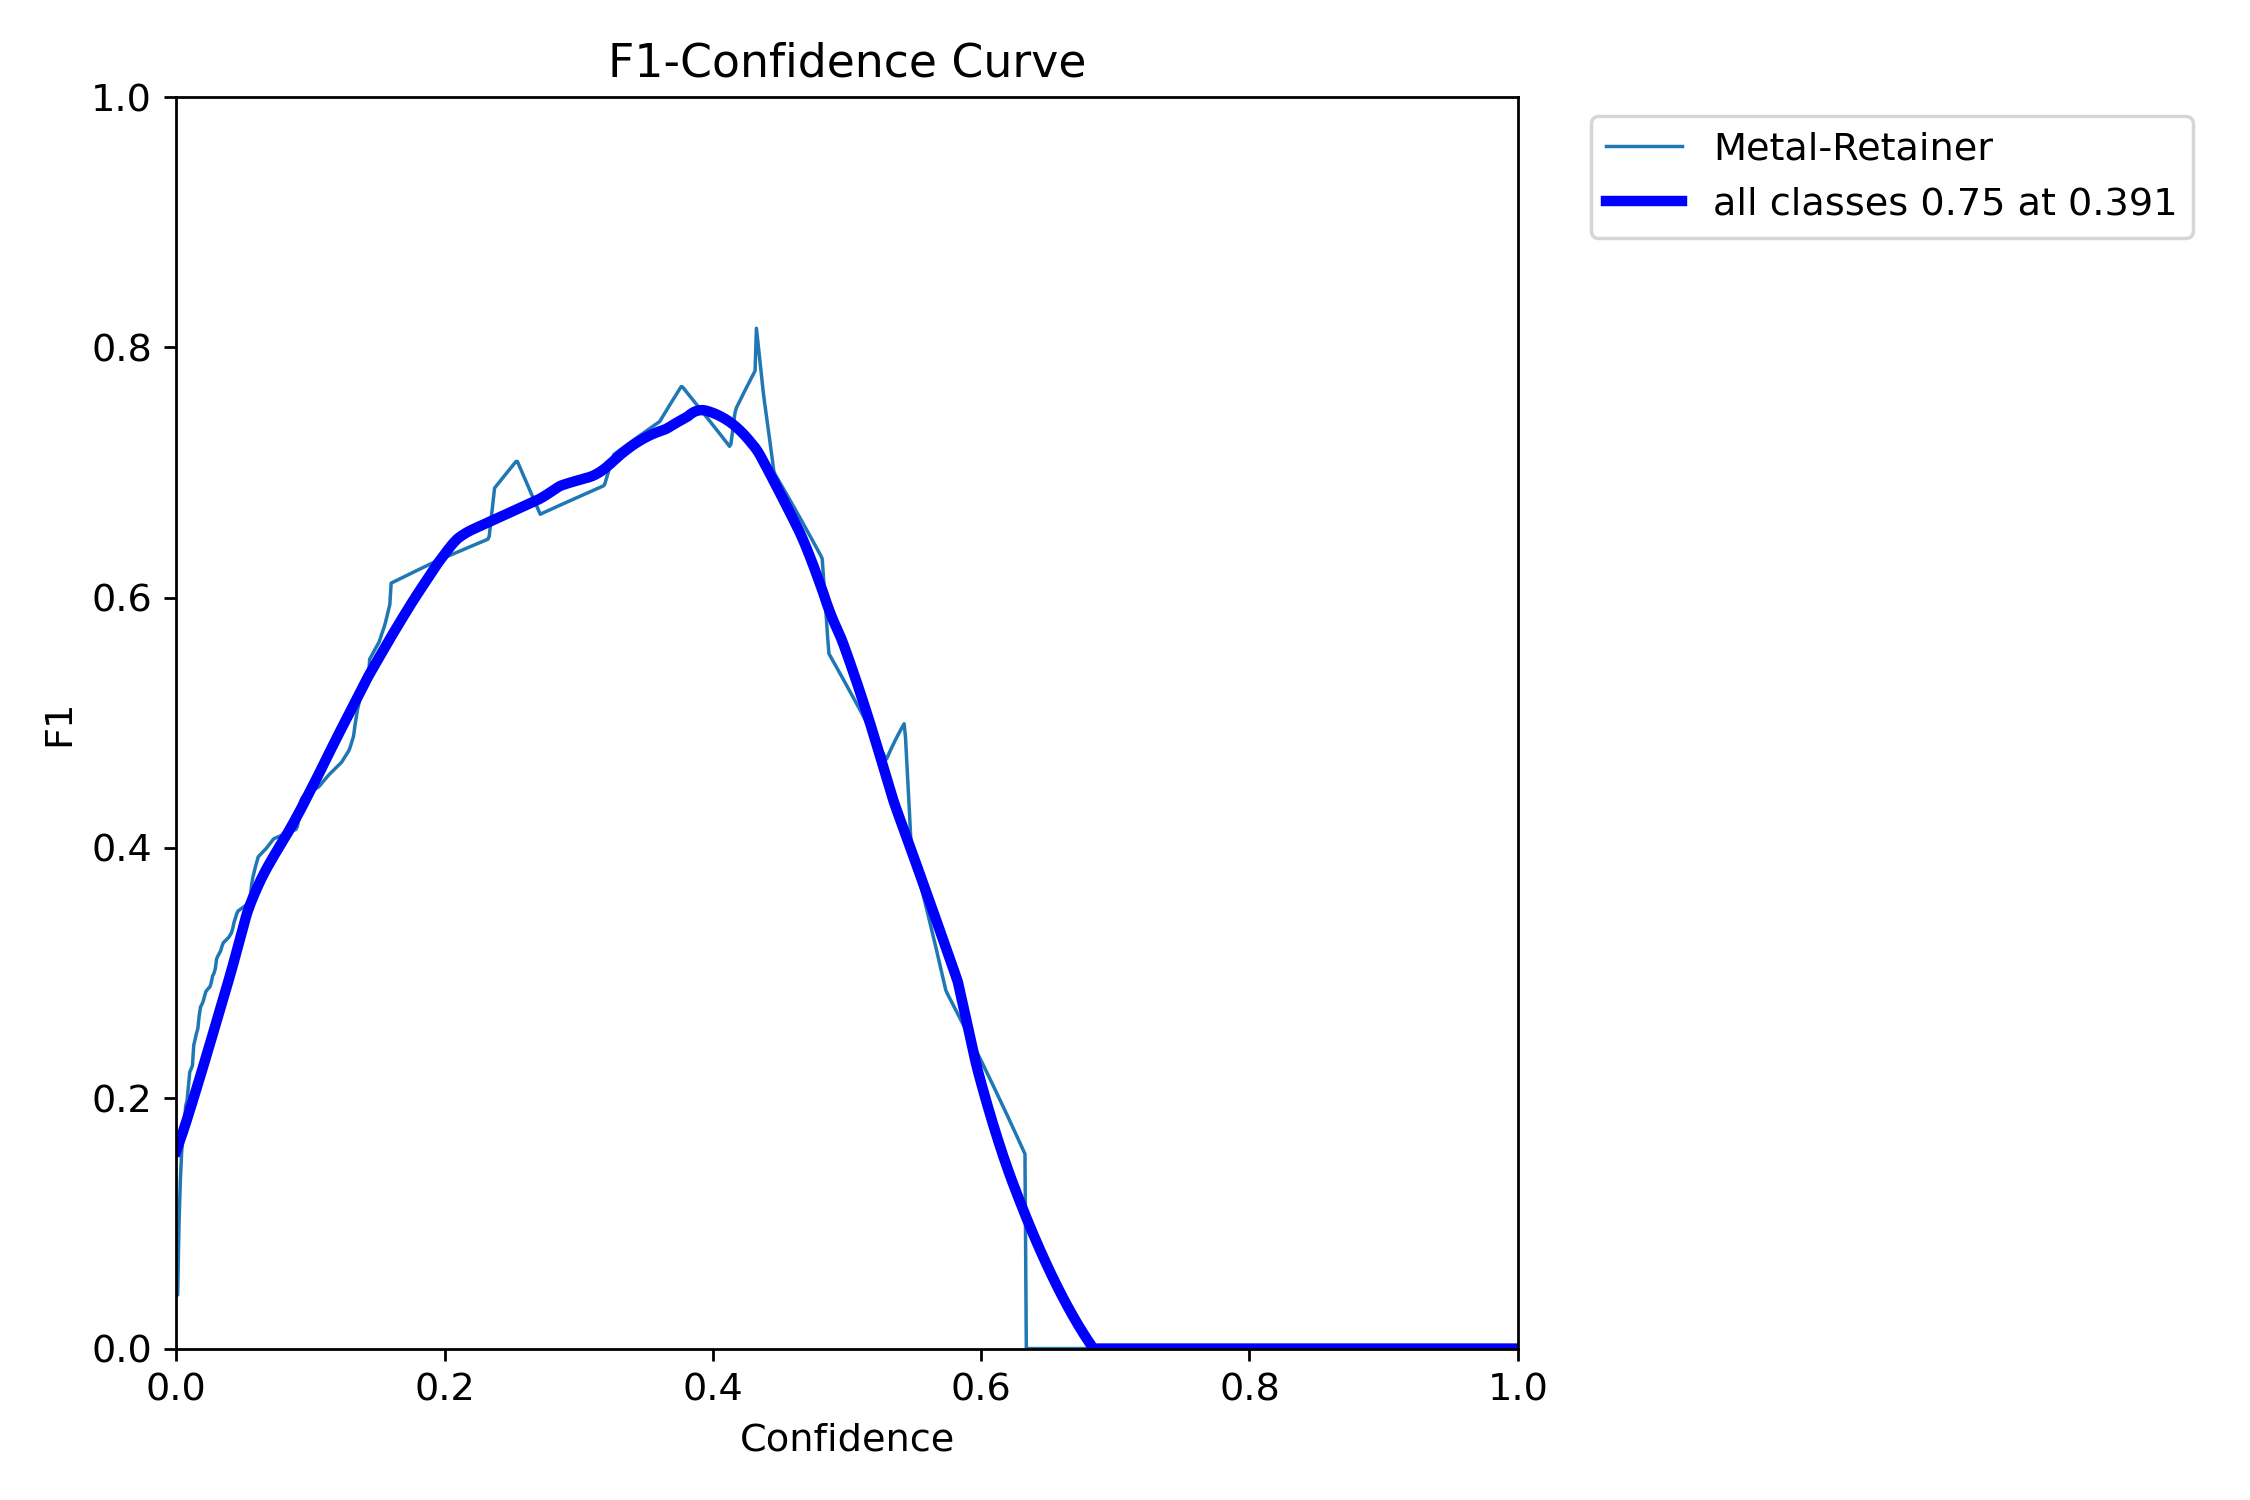 F1-Confidence Curve
Metal-Retainer
all classes 0.75 at 0.391
F1
1.0
0.8
0.6
0.4
0.2
0.0
0.0 0.2 0.4 0.6 0.8 1.0
Confidence